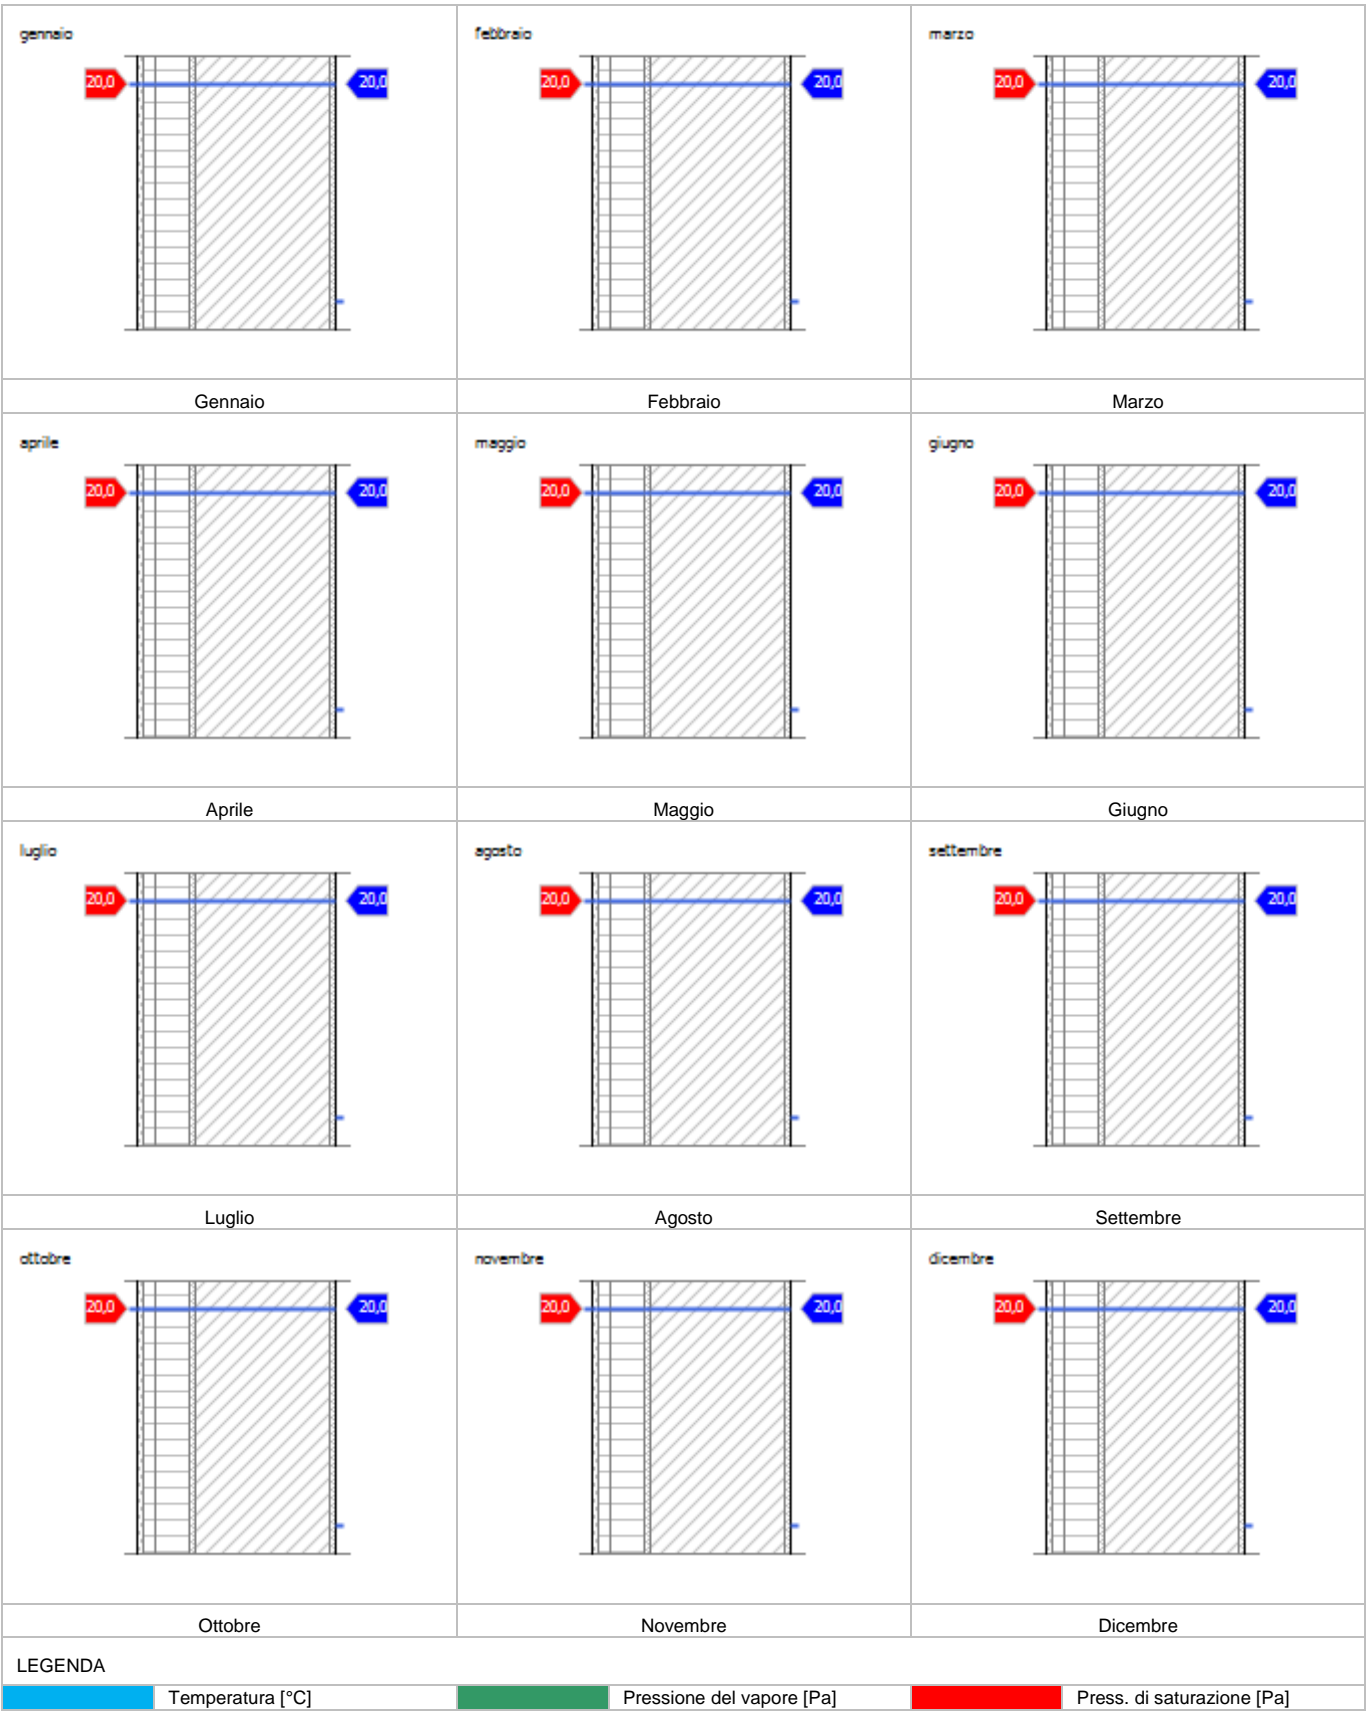 gennaio febbraio marzo
20,0 20,0 20,0 20,0 20,0 20,0
Gennaio Febbraio Marzo
aprile maggio giugno
20,0 20,0 20,0 20,0 20,0 20,0
Aprile Maggio Giugno
luglio agosto settembre
20,0 20,0 20,0 20,0 20,0 20,0
Luglio Agosto Settembre
ottobre novembre dicembre
20,0 20,0 20,0 20,0 20,0 20,0
Ottobre Novembre Dicembre
LEGENDA
Temperatura [°C] Pressione del vapore [Pa] Press. di saturazione [Pa]